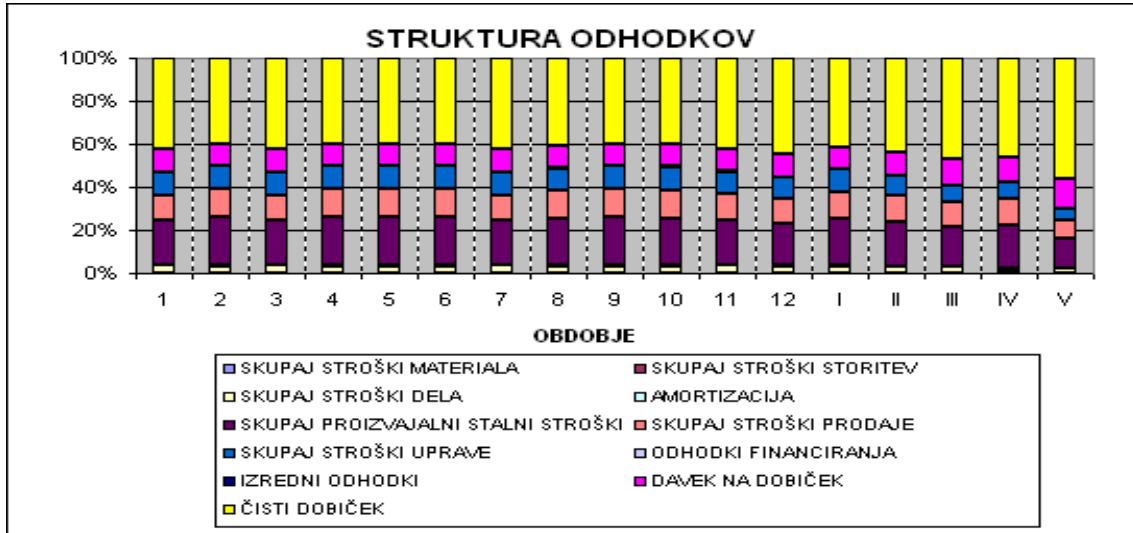 STRUKTURA ODHODKOV
100%
80%
60%
40%
20%
0%
1 2 3 4 5 6 7 8 9 10 11 12 I II III IV V
OBDOBJE
SKUPAJ STROŠKI MATERIALA SKUPAJ STROŠKI STORITEV
SKUPAJ STROŠKI DELA AMORTIZACIJA
SKUPAJ PROIZVAJALNI STALNI STROŠKI SKUPAJ STROŠKI PRODAJE
SKUPAJ STROŠKI UPRAVE ODHODKI FINANCIRANJA
IZREDNI ODHODKI DAVEK NA DOBIČEK
ČISTI DOBIČEK